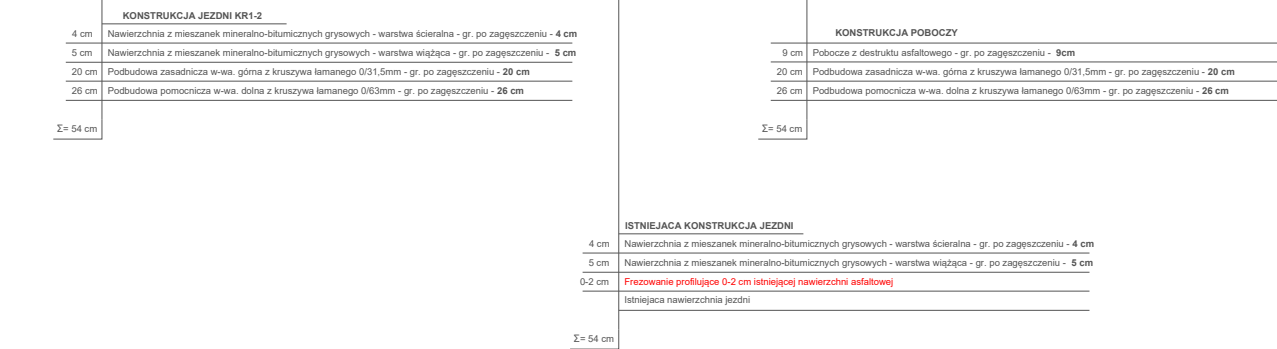 KONSTRUKCJA JEZDNI KR1-2
4 cm Nawierzchnia z mieszanek mineralno-bitumicznych grysowych - warstwa ścieralna - gr. po zagęszczeniu - 4 cm
5 cm Nawierzchnia z mieszanek mineralno-bitumicznych grysowych - warstwa wiążąca - gr. po zagęszczeniu - 5 cm
20 cm Podbudowa zasadnicza w-wa. górna z kruszywa łamanego 0/31,5mm - gr. po zagęszczeniu - 20 cm
26 cm Podbudowa pomocnicza w-wa. dolna z kruszywa łamanego 0/63mm - gr. po zagęszczeniu - 26 cm
Σ= 54 cm
KONSTRUKCJA POBOCZY
9 cm Pobocze z destruktu asfaltowego - gr. po zagęszczeniu - 9cm
20 cm Podbudowa zasadnicza w-wa. górna z kruszywa łamanego 0/31,5mm - gr. po zagęszczeniu - 20 cm
26 cm Podbudowa pomocnicza w-wa. dolna z kruszywa łamanego 0/63mm - gr. po zagęszczeniu - 26 cm
Σ= 54 cm
ISTNIEJACA KONSTRUKCJA JEZDNI
4 cm Nawierzchnia z mieszanek mineralno-bitumicznych grysowych - warstwa ścieralna - gr. po zagęszczeniu - 4 cm
5 cm Nawierzchnia z mieszanek mineralno-bitumicznych grysowych - warstwa wiążąca - gr. po zagęszczeniu - 5 cm
0-2 cm Frezowanie profilujące 0-2 cm istniejącej nawierzchni asfaltowej
Istniejaca nawierzchnia jezdni
Σ= 54 cm